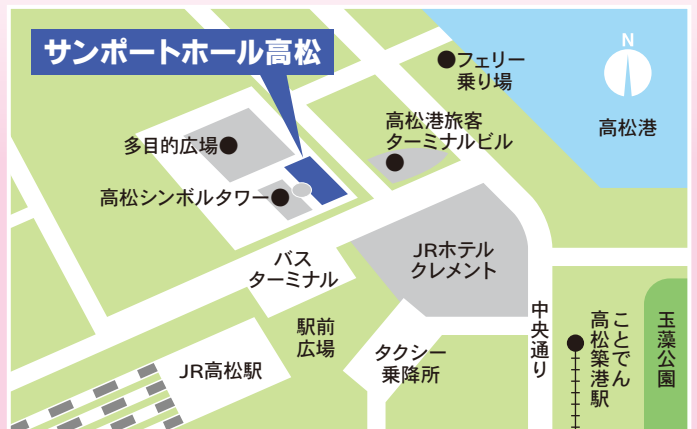 サンポートホール高松
フェリー
乗り場
N
高松港
多目的広場
高松港旅客
ターミナルビル
高松シンボルタワー
バス
ターミナル
JRホテル
クレメント
駅前
広場
JR高松駅
タクシー
乗降所
中央通り
ことでん
高松築港駅
玉藻公園